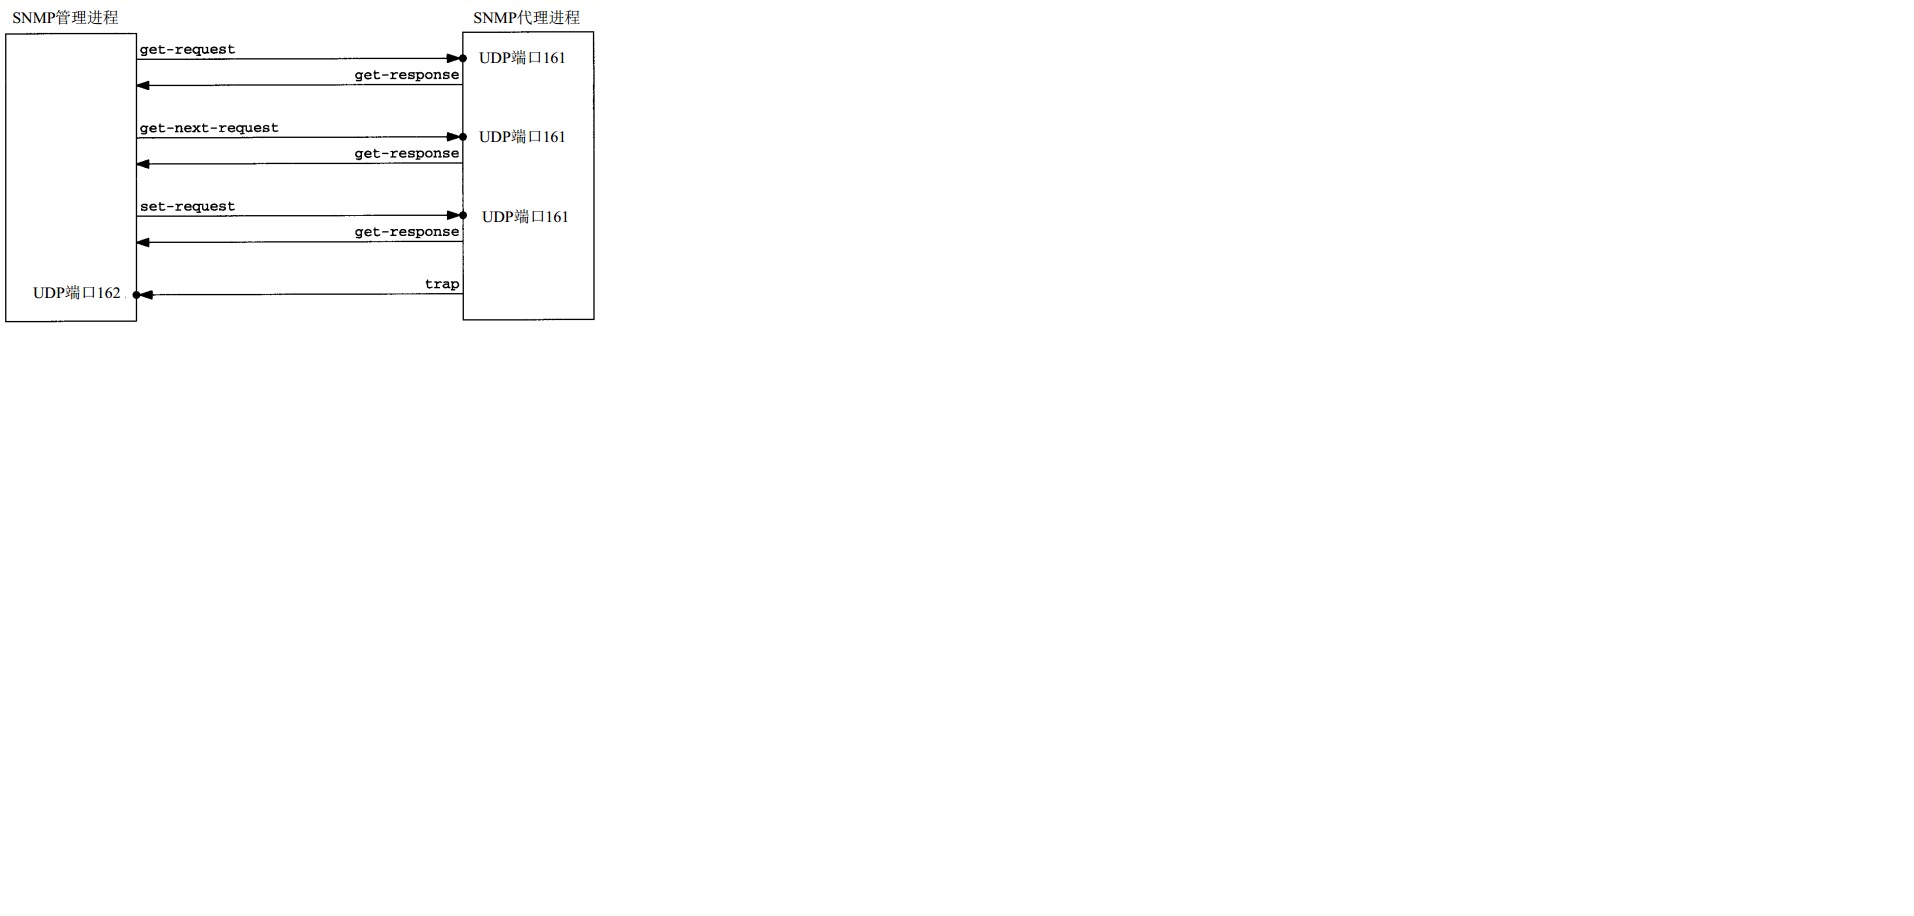 SNMP管理进程
SNMP代理进程
get-request
UDP端口161
get-response
get-next-request
UDP端口161
get-response
set-request
UDP端口161
get-response
trap
UDP端口162